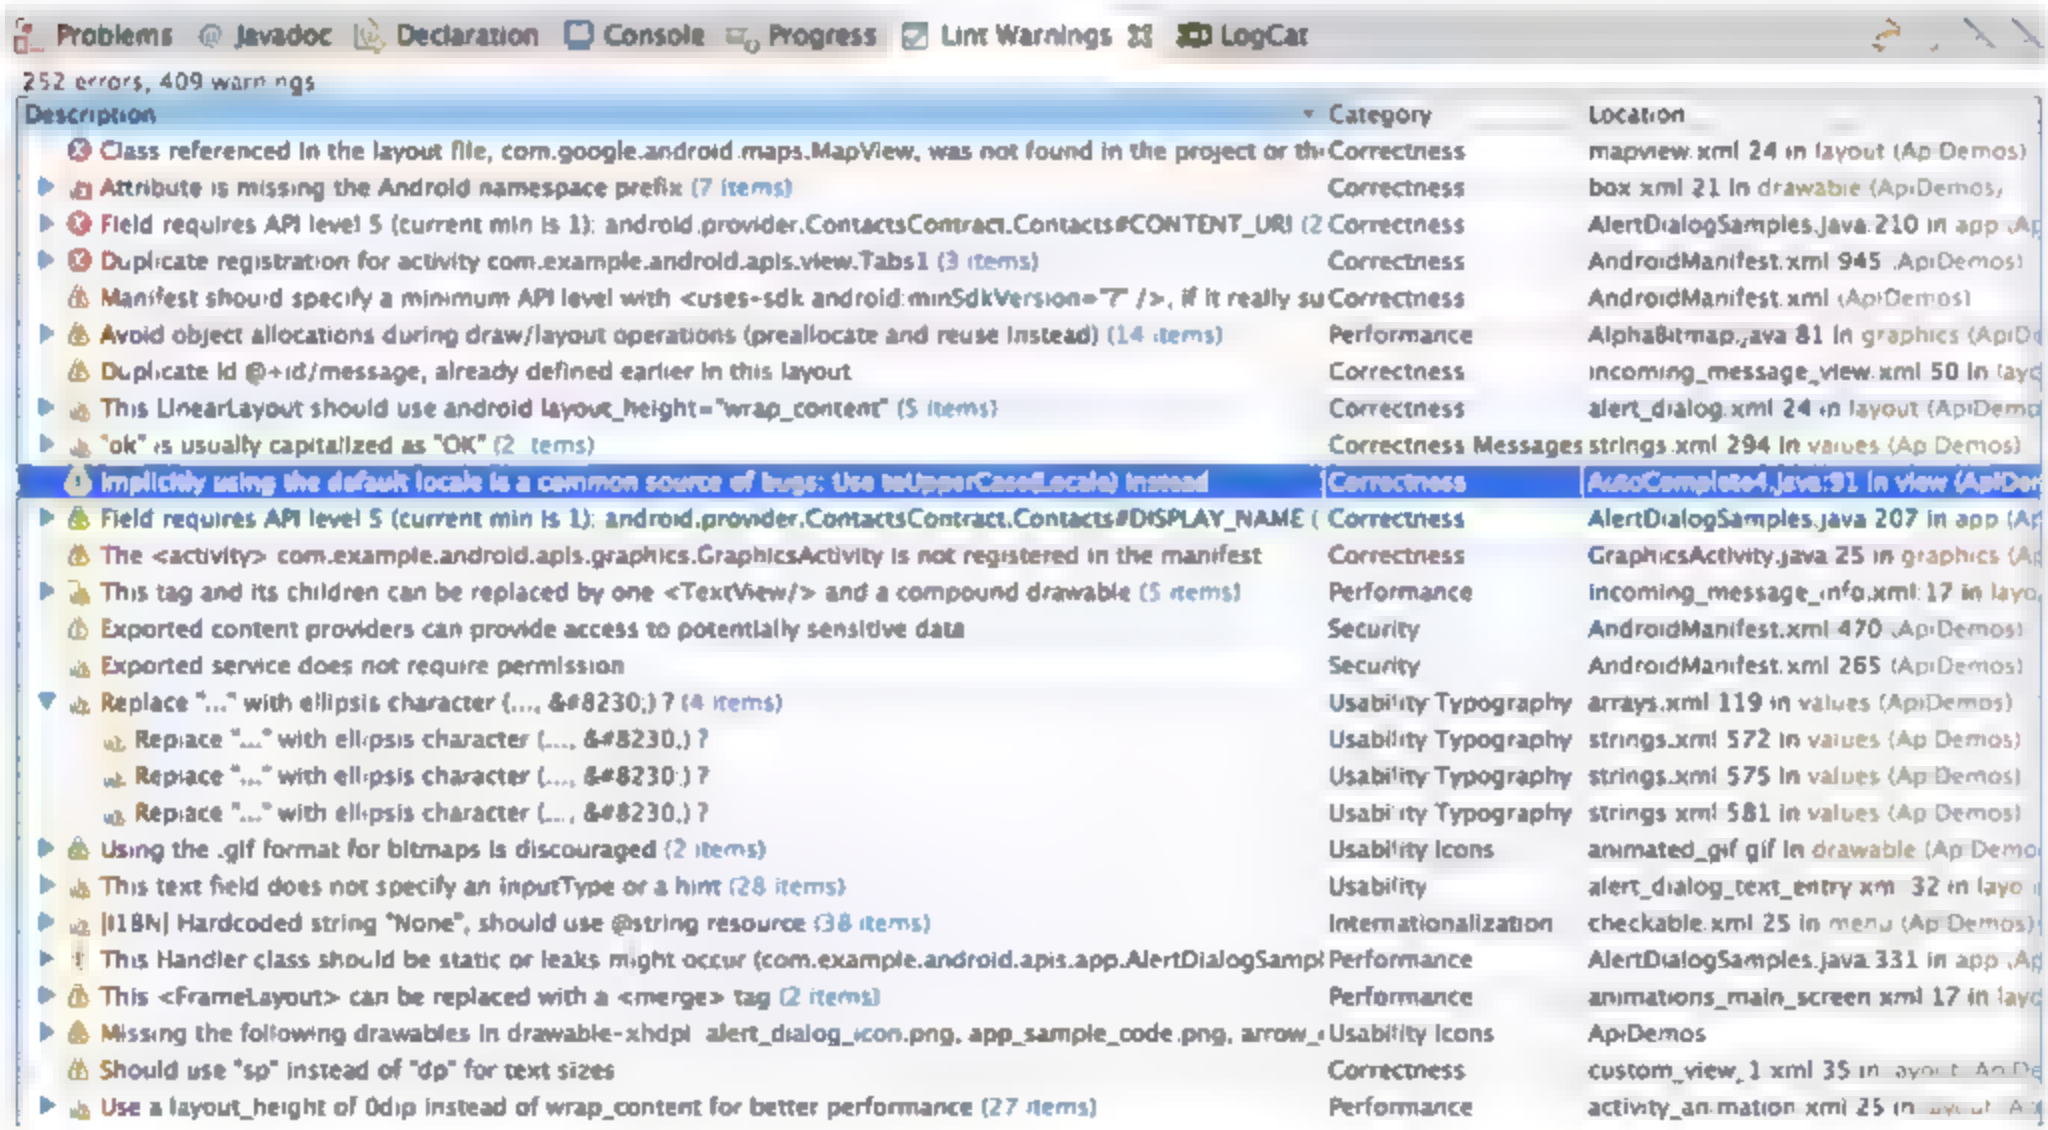 Problems @ Javadoc Declaration Console Progress Lint Warnings LogCat
252 errors, 409 warnings
Description Category Location
Class referenced in the layout file, com.google.android.maps.MapView, was not found in the project or th Correctness mapview.xml:24 in layout (ApiDemos)
Attribute is missing the Android namespace prefix (7 items) Correctness box.xml:21 in drawable (ApiDemos)
Field requires API level 5 (current min is 1): android.provider.ContactsContract.Contacts#CONTENT_URI (2 Correctness AlertDialogSamples.java:210 in app (Ap
Duplicate registration for activity com.example.android.apis.view.Tabs1 (3 items) Correctness AndroidManifest.xml:945 (ApiDemos)
Manifest should specify a minimum API level with <uses-sdk android:minSdkVersion="?" />, if it really su Correctness AndroidManifest.xml (ApiDemos)
Avoid object allocations during draw/layout operations (preallocate and reuse instead) (14 items) Performance AlphaBitmap.java:81 in graphics (ApiD
Duplicate id @+id/message, already defined earlier in this layout Correctness incoming_message_view.xml:50 in layo
This LinearLayout should use android:layout_height="wrap_content" (5 items) Correctness alert_dialog.xml:24 in layout (ApiDemo
"ok" is usually capitalized as "OK" (2 items) Correctness:Messages strings.xml:294 in values (ApiDemos)
Implicitly using the default locale is a common source of bugs: Use toUpperCase(Locale) instead Correctness AutoComplete4.java:91 in view (ApiDe
Field requires API level 5 (current min is 1): android.provider.ContactsContract.Contacts#DISPLAY_NAME ( Correctness AlertDialogSamples.java:207 in app (Ap
The <activity> com.example.android.apis.graphics.GraphicsActivity is not registered in the manifest Correctness GraphicsActivity.java:25 in graphics (Ap
This tag and its children can be replaced by one <TextView/> and a compound drawable (5 items) Performance incoming_message_info.xml:17 in layo
Exported content providers can provide access to potentially sensitive data Security AndroidManifest.xml:470 (ApiDemos)
Exported service does not require permission Security AndroidManifest.xml:265 (ApiDemos)
Replace "..." with ellipsis character (…, &#8230;) ? (4 items) Usability:Typography arrays.xml:119 in values (ApiDemos)
Replace "..." with ellipsis character (…, &#8230;) ? Usability:Typography strings.xml:572 in values (ApiDemos)
Replace "..." with ellipsis character (…, &#8230;) ? Usability:Typography strings.xml:575 in values (ApiDemos)
Replace "..." with ellipsis character (…, &#8230;) ? Usability:Typography strings.xml:581 in values (ApiDemos)
Using the .gif format for bitmaps is discouraged (2 items) Usability:Icons animated_gif.gif in drawable (ApiDemo
This text field does not specify an inputType or a hint (28 items) Usability alert_dialog_text_entry.xml:32 in layo
[I18N] Hardcoded string "None", should use @string resource (38 items) Internationalization checkable.xml:25 in menu (ApiDemos)
This Handler class should be static or leaks might occur (com.example.android.apis.app.AlertDialogSampl Performance AlertDialogSamples.java:331 in app (Ap
This <FrameLayout> can be replaced with a <merge> tag (2 items) Performance animations_main_screen.xml:17 in layo
Missing the following drawables in drawable-xhdpi: alert_dialog_icon.png, app_sample_code.png, arrow_ Usability:Icons ApiDemos
Should use "sp" instead of "dp" for text sizes Correctness custom_view_1.xml:35 in layout (ApiDe
Use a layout_height of 0dip instead of wrap_content for better performance (27 items) Performance activity_animation.xml:25 in layout (A